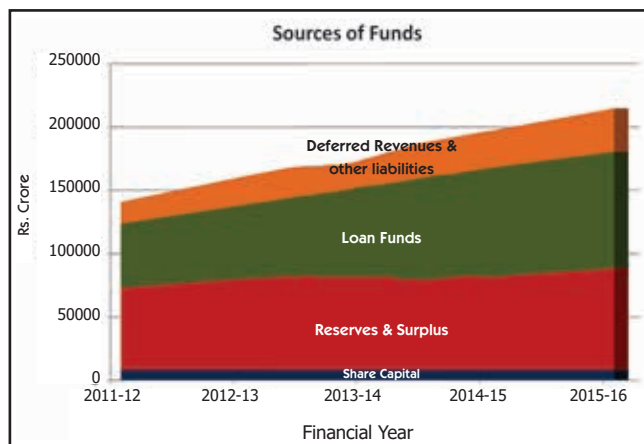 Sources of Funds
250000
200000
150000
100000
50000
0
Rs. Crore
Deferred Revenues &
other liabilities
Loan Funds
Reserves & Surplus
Share Capital
2011-12 2012-13 2013-14 2014-15 2015-16
Financial Year